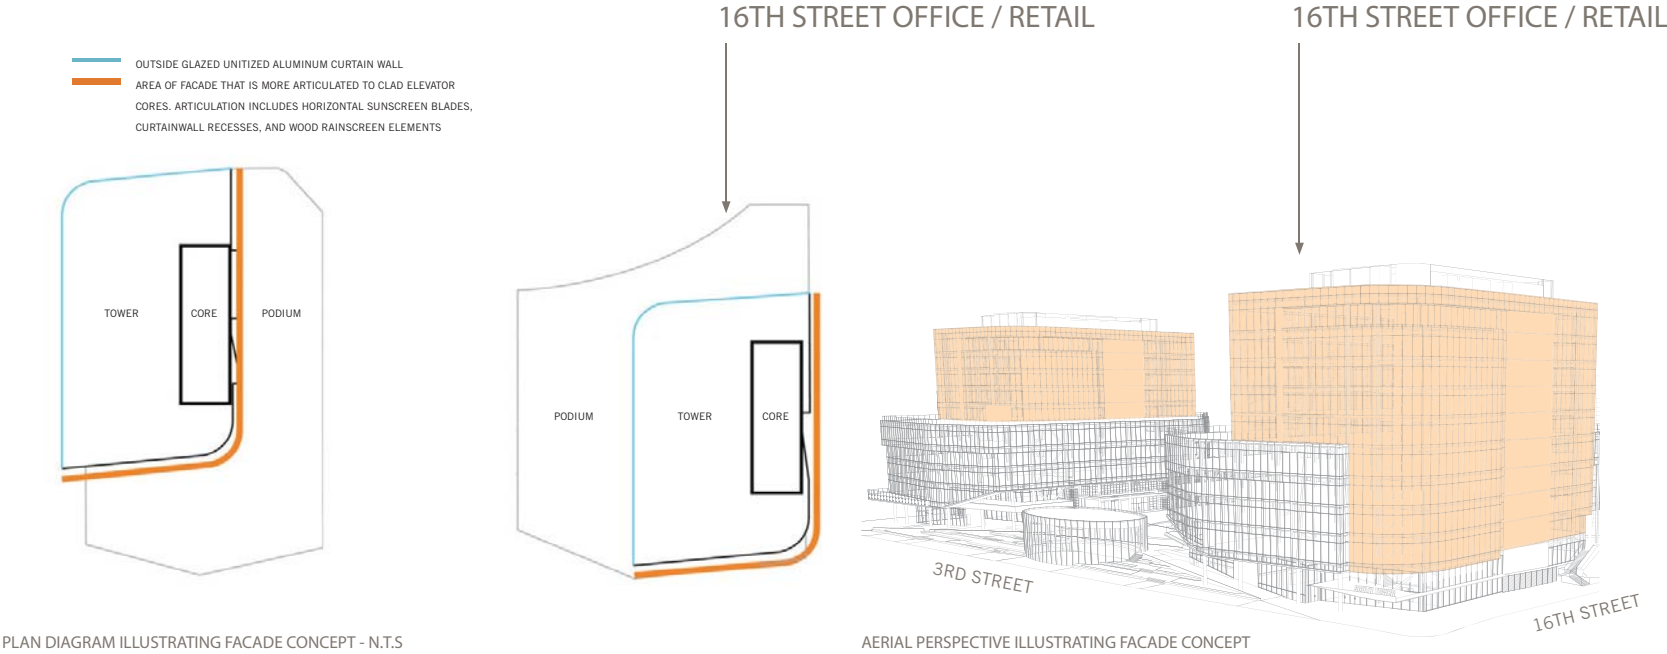 16TH STREET OFFICE / RETAIL
16TH STREET OFFICE / RETAIL
OUTSIDE GLAZED UNITIZED ALUMINUM CURTAIN WALL
AREA OF FACADE THAT IS MORE ARTICULATED TO CLAD ELEVATOR
CORES. ARTICULATION INCLUDES HORIZONTAL SUNSCREEN BLADES,
CURTAINWALL RECESSES, AND WOOD RAINSCREEN ELEMENTS
TOWER
CORE
PODIUM
PODIUM
TOWER
CORE
3RD STREET
16TH STREET
PLAN DIAGRAM ILLUSTRATING FACADE CONCEPT - N.T.S
AERIAL PERSPECTIVE ILLUSTRATING FACADE CONCEPT